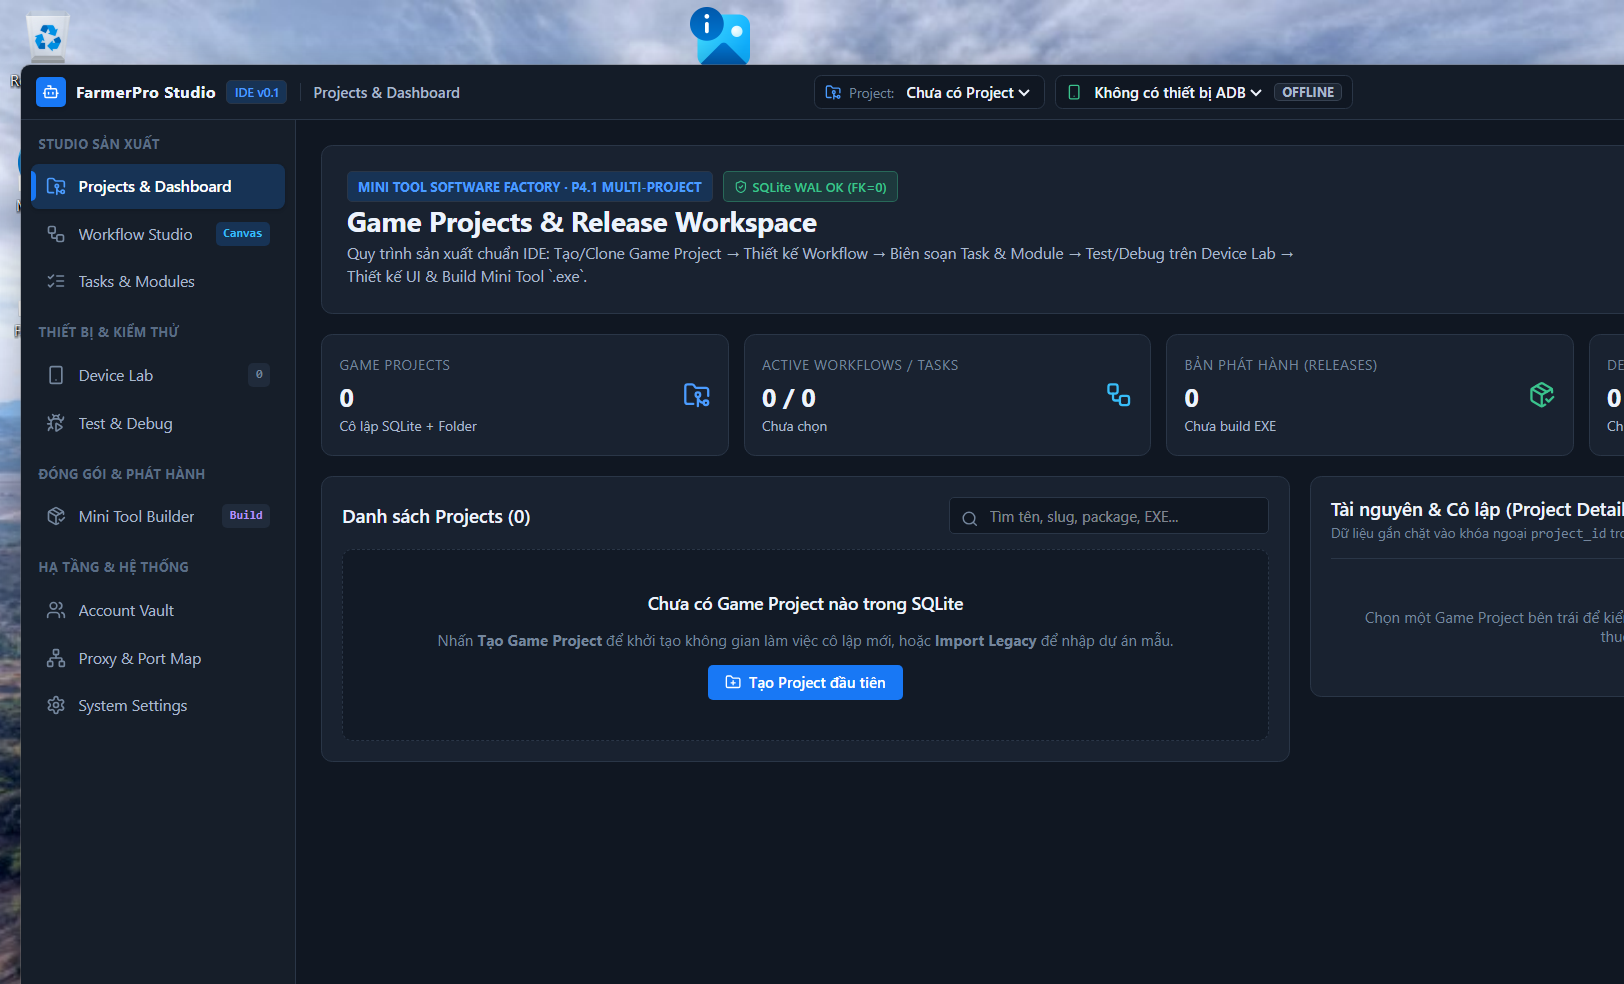 FarmerPro Studio
IDE v0.1
Projects & Dashboard
Project: Chưa có Project
Không có thiết bị ADB
OFFLINE
STUDIO SẢN XUẤT
Projects & Dashboard
Workflow Studio
Canvas
Tasks & Modules
THIẾT BỊ & KIỂM THỬ
Device Lab
0
Test & Debug
ĐÓNG GÓI & PHÁT HÀNH
Mini Tool Builder
Build
HẠ TẦNG & HỆ THỐNG
Account Vault
Proxy & Port Map
System Settings
MINI TOOL SOFTWARE FACTORY · P4.1 MULTI-PROJECT
SQLite WAL OK (FK=0)
Game Projects & Release Workspace
Quy trình sản xuất chuẩn IDE: Tạo/Clone Game Project → Thiết kế Workflow → Biên soạn Task & Module → Test/Debug trên Device Lab →
Thiết kế UI & Build Mini Tool `.exe`.
GAME PROJECTS
0
Cô lập SQLite + Folder
ACTIVE WORKFLOWS / TASKS
0 / 0
Chưa chọn
BẢN PHÁT HÀNH (RELEASES)
0
Chưa build EXE
DE
0
Ch
Danh sách Projects (0)
Tìm tên, slug, package, EXE...
Chưa có Game Project nào trong SQLite
Nhấn Tạo Game Project để khởi tạo không gian làm việc cô lập mới, hoặc Import Legacy để nhập dự án mẫu.
Tạo Project đầu tiên
Tài nguyên & Cô lập (Project Detail
Dữ liệu gắn chặt vào khóa ngoại project_id tro
Chọn một Game Project bên trái để kiể
thu